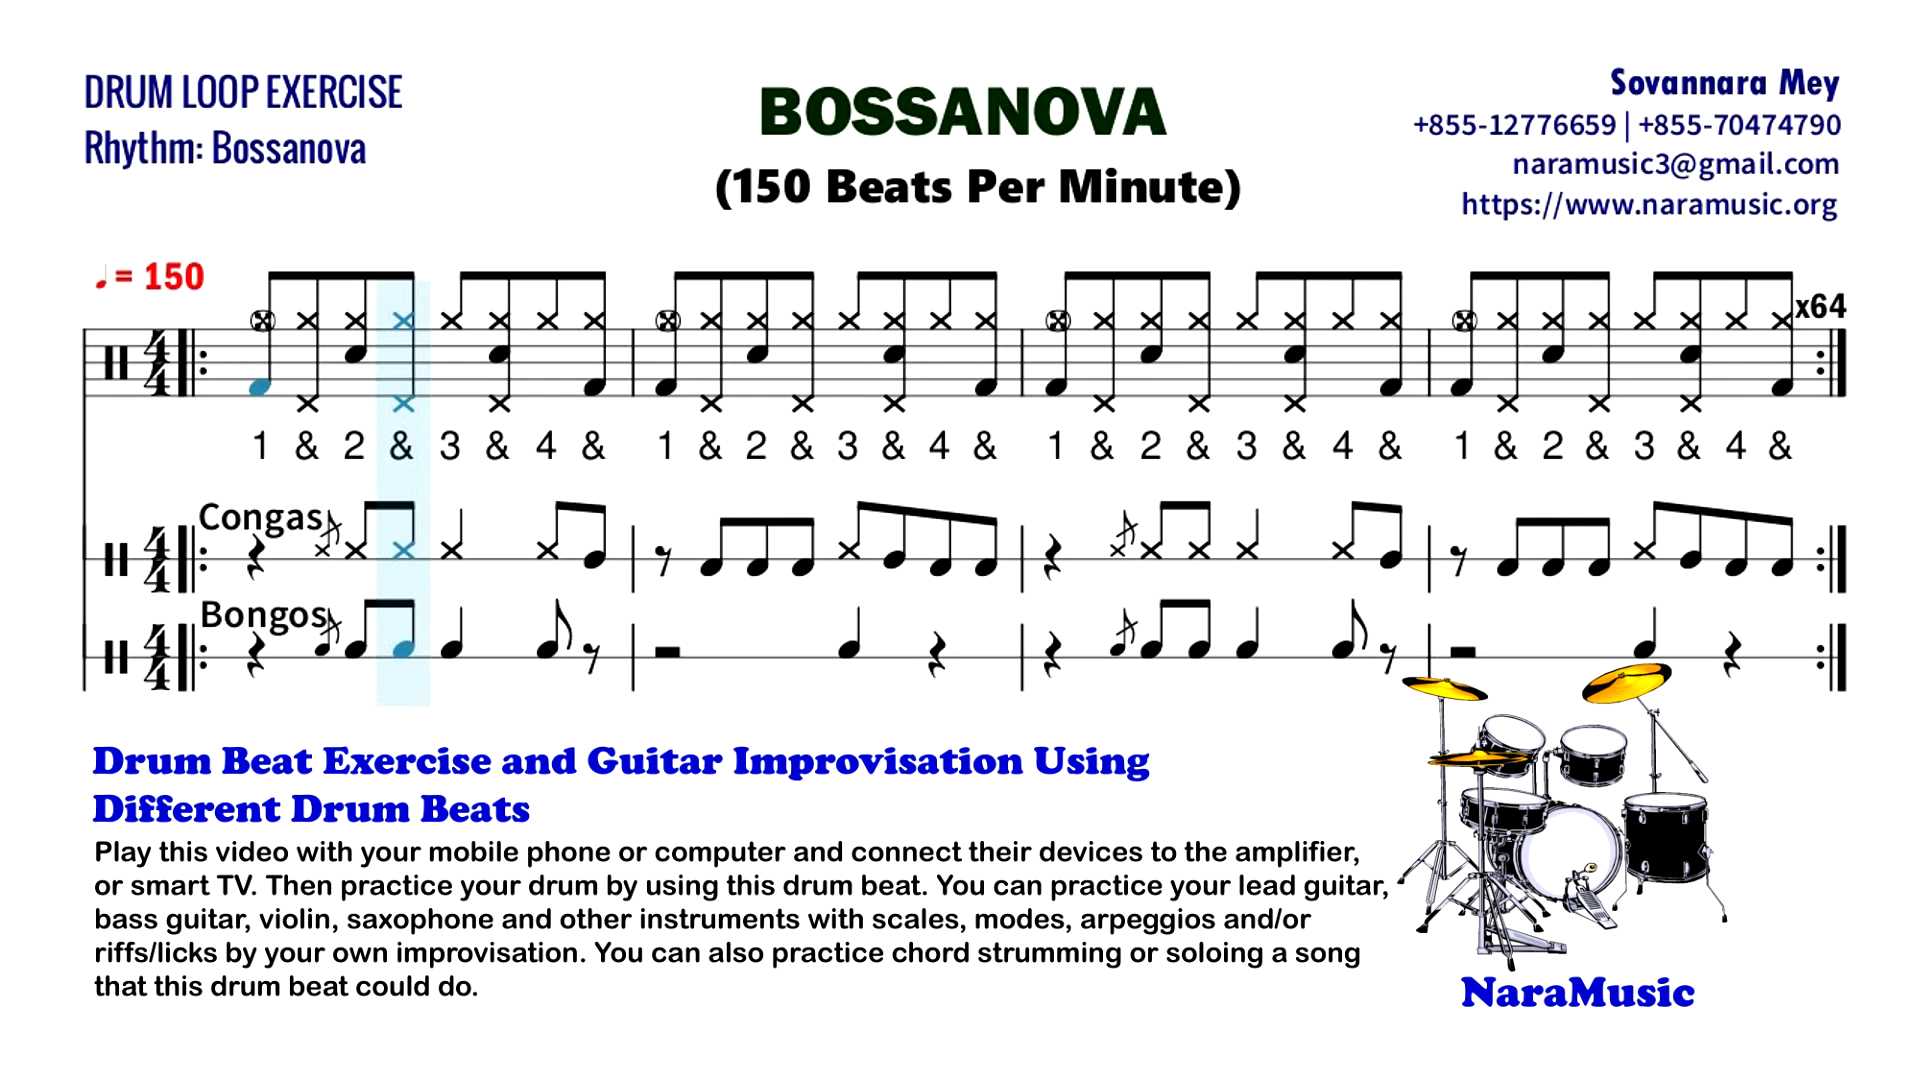 DRUM LOOP EXERCISE
Rhythm: Bossanova
BOSSANOVA
(150 Beats Per Minute)
Sovannara Mey
+855-12776659 | +855-70474790
naramusic3@gmail.com
https://www.naramusic.org
♩ = 150
x64
4/4
1 & 2 & 3 & 4 & 1 & 2 & 3 & 4 & 1 & 2 & 3 & 4 & 1 & 2 & 3 & 4 &
Congas
4/4
Bongos
4/4
Drum Beat Exercise and Guitar Improvisation Using
Different Drum Beats
Play this video with your mobile phone or computer and connect their devices to the amplifier,
or smart TV. Then practice your drum by using this drum beat. You can practice your lead guitar,
bass guitar, violin, saxophone and other instruments with scales, modes, arpeggios and/or
riffs/licks by your own improvisation. You can also practice chord strumming or soloing a song
that this drum beat could do.
NaraMusic